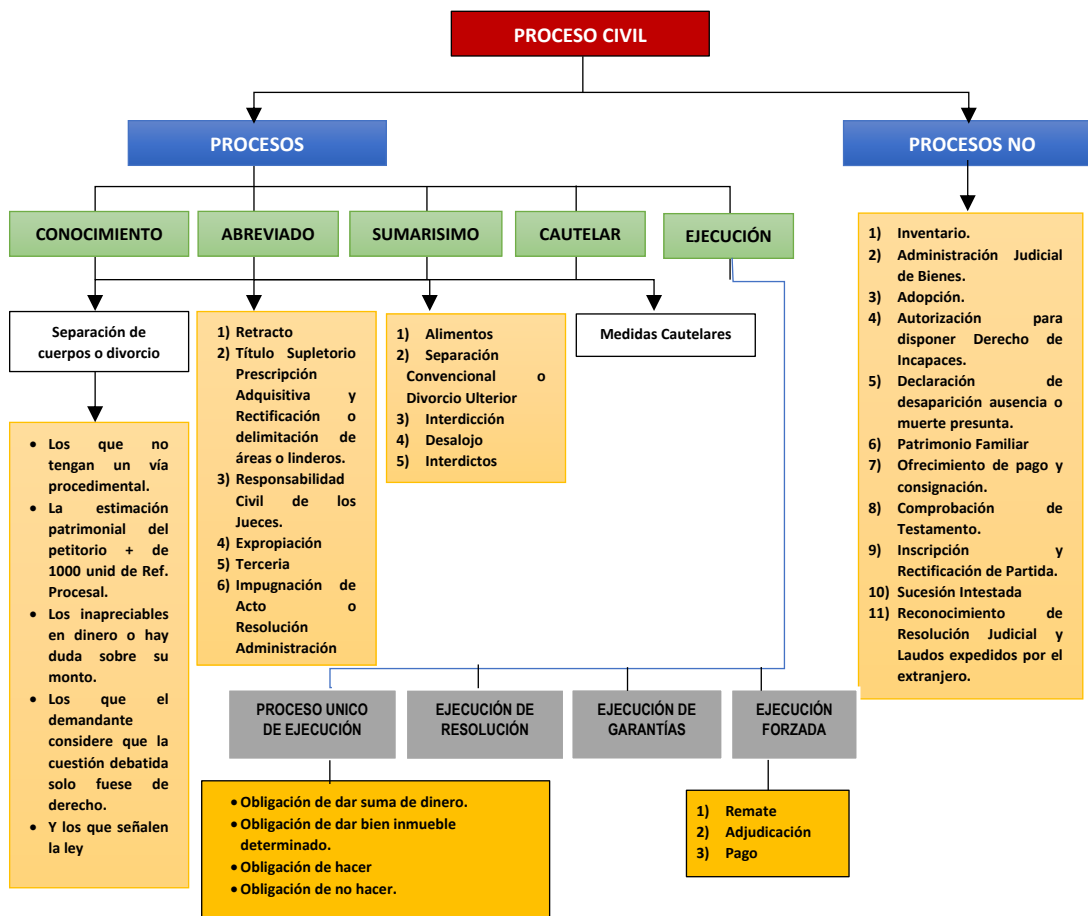 PROCESO CIVIL
PROCESOS
PROCESOS NO
CONOCIMIENTO
ABREVIADO
SUMARISIMO
CAUTELAR
EJECUCIÓN
Separación de
cuerpos o divorcio
• Los que no
tengan un vía
procedimental.
• La estimación
patrimonial del
petitorio + de
1000 unid de Ref.
Procesal.
• Los inapreciables
en dinero o hay
duda sobre su
monto.
• Los que el
demandante
considere que la
cuestión debatida
solo fuese de
derecho.
• Y los que señalen
la ley
1) Retracto
2) Título Supletorio
Prescripción
Adquisitiva y
Rectificación o
delimitación de
áreas o linderos.
3) Responsabilidad
Civil de los
Jueces.
4) Expropiación
5) Terceria
6) Impugnación de
Acto o
Resolución
Administración
1) Alimentos
2) Separación
Convencional o
Divorcio Ulterior
3) Interdicción
4) Desalojo
5) Interdictos
Medidas Cautelares
1) Inventario.
2) Administración Judicial
de Bienes.
3) Adopción.
4) Autorización para
disponer Derecho de
Incapaces.
5) Declaración de
desaparición ausencia o
muerte presunta.
6) Patrimonio Familiar
7) Ofrecimiento de pago y
consignación.
8) Comprobación de
Testamento.
9) Inscripción y
Rectificación de Partida.
10) Sucesión Intestada
11) Reconocimiento de
Resolución Judicial y
Laudos expedidos por el
extranjero.
PROCESO UNICO
DE EJECUCIÓN
EJECUCIÓN DE
RESOLUCIÓN
EJECUCIÓN DE
GARANTÍAS
EJECUCIÓN
FORZADA
• Obligación de dar suma de dinero.
• Obligación de dar bien inmueble
determinado.
• Obligación de hacer
• Obligación de no hacer.
1) Remate
2) Adjudicación
3) Pago